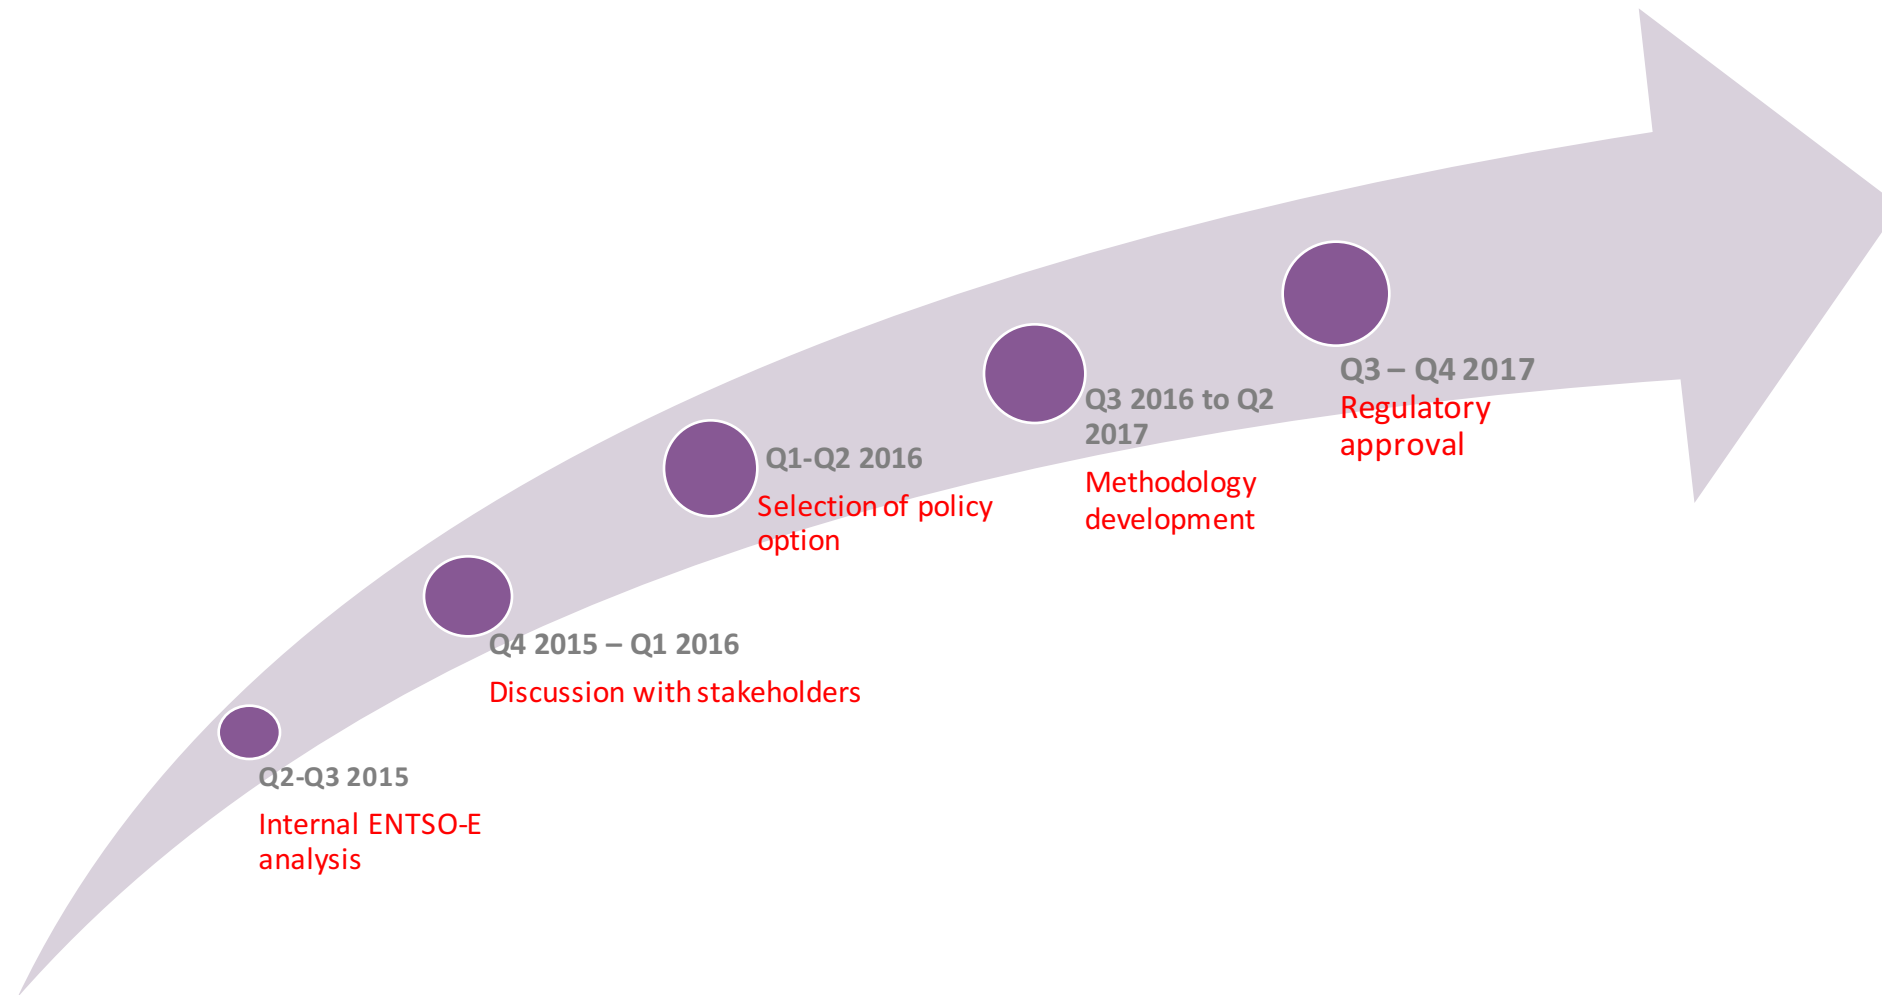 Q3 – Q4 2017
Regulatory
approval
Q3 2016 to Q2
2017
Methodology
development
Q1-Q2 2016
Selection of policy
option
Q4 2015 – Q1 2016
Discussion with stakeholders
Q2-Q3 2015
Internal ENTSO-E
analysis